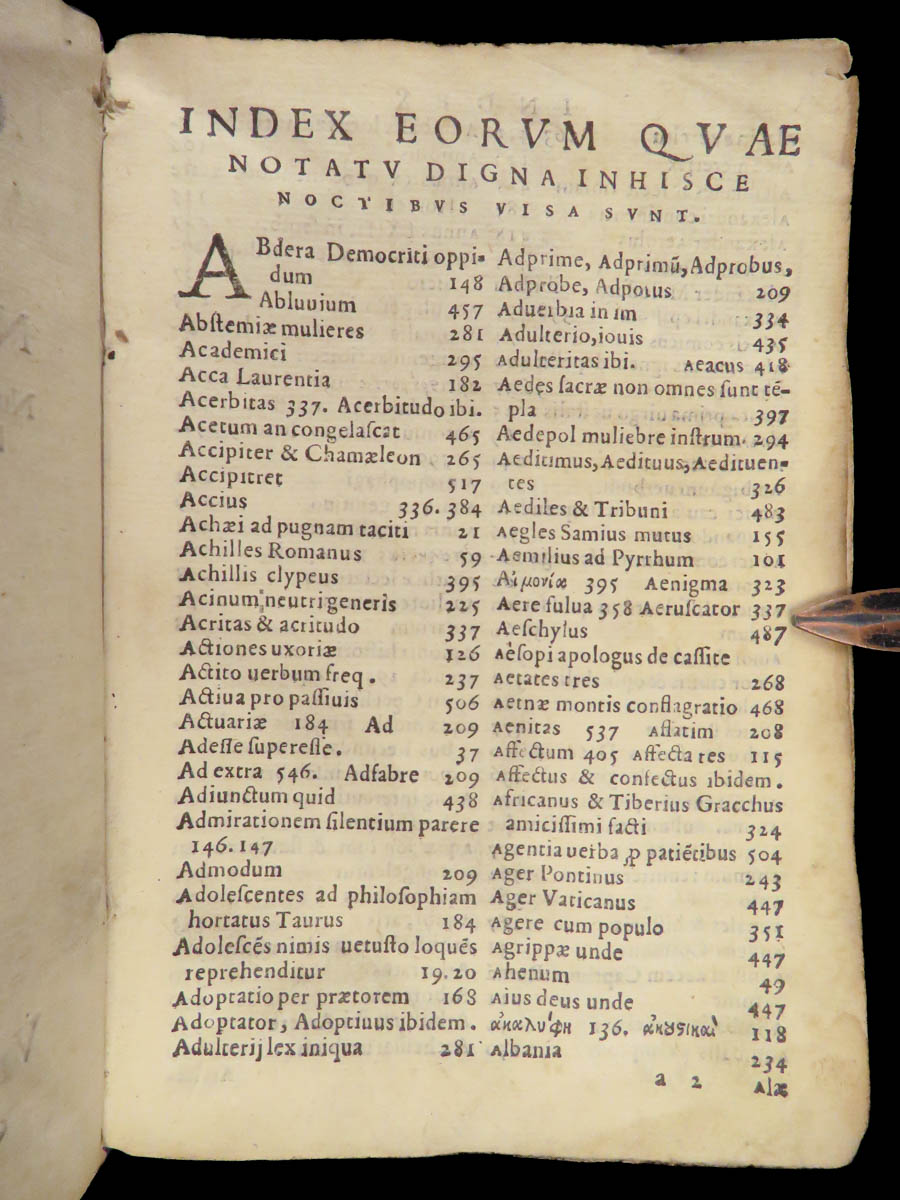 INDEX EORVM QVAE
NOTATV DIGNA INHISCE
NOCTIBVS VISA SVNT.
ABdera Democriti oppi-
dum 148
Abluuium 457
Abstemiæ mulieres 281
Academici 295
Acca Laurentia 182
Acerbitas 337. Acerbitudo ibi.
Acetum an congelascat 465
Accipiter & Chamæleon 265
Accipitret 517
Accius 336. 384
Achæi ad pugnam taciti 21
Achilles Romanus 59
Achillis clypeus 395
Acinum neutri generis 225
Acritas & acritudo 337
Actiones uxoriæ 126
Actito uerbum freq. 237
Actiua pro passiuis 506
Actuariæ 184 Ad 209
Adesse superesse. 37
Ad extra 546. Adfabre 209
Adiunctum quid 438
Admirationem silentium parere
146. 147
Admodum 209
Adolescentes ad philosophiam
hortatus Taurus 184
Adolescēs nimis uetusto loquēs
reprehenditur 19. 20
Adoptatio per prætorem 168
Adoptator, Adoptiuus ibidem.
Adulterij lex iniqua 281
Adprime, Adprimū, Adprobus,
Adprobe, Adpotus 209
Aduerbia in im 334
Adulterio, iouis 435
Adulteritas ibi. Aeacus 418
Aedes sacræ non omnes sunt tē-
pla 397
Aedepol muliebre instrum. 294
Aeditimus, Aedituus, Aedituen-
tes 326
Aediles & Tribuni 483
Aegles Samius mutus 155
Aemilius ad Pyrrhum 101
Αἱμονίας 395 Aenigma 323
Aere fulua 358 Aeruscator 337
Aeschylus 487
Aesopi apologus de cassite
Aetates tres 268
Aetnæ montis conflagratio 468
Aenitas 537 Affatim 208
Affectum 405 Affecta res 115
Affectus & confectus ibidem.
Africanus & Tiberius Gracchus
amicissimi facti 324
Agentia uerba ꝓ patiētibus 504
Ager Pontinus 243
Ager Vaticanus 447
Agere cum populo 351
Agrippæ unde 447
Ahenum 49
Aius deus unde 447
ἀκαλύφη 136. ἀκȣϛικαὶ 118
Albania 234
a 2 Alæ